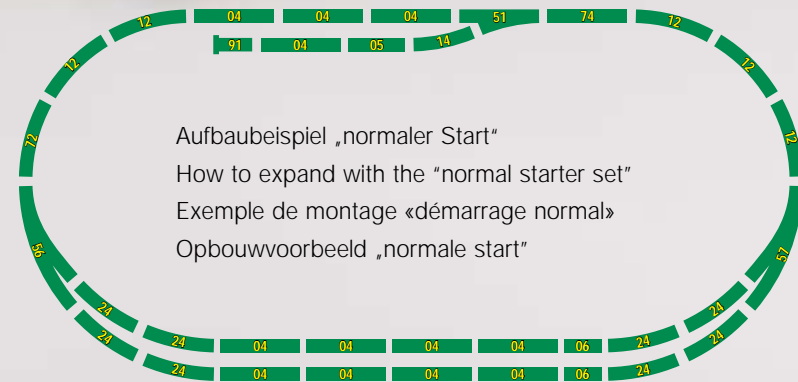 12 04 04 04 51 74 12
91 04 05 14
12 12
72 12
Aufbaubeispiel „normaler Start“
How to expand with the “normal starter set”
Exemple de montage «démarrage normal»
Opbouwvoorbeeld „normale start”
56 57
24 24
24 24
24 04 04 04 04 06 24
24 04 04 04 04 06 24